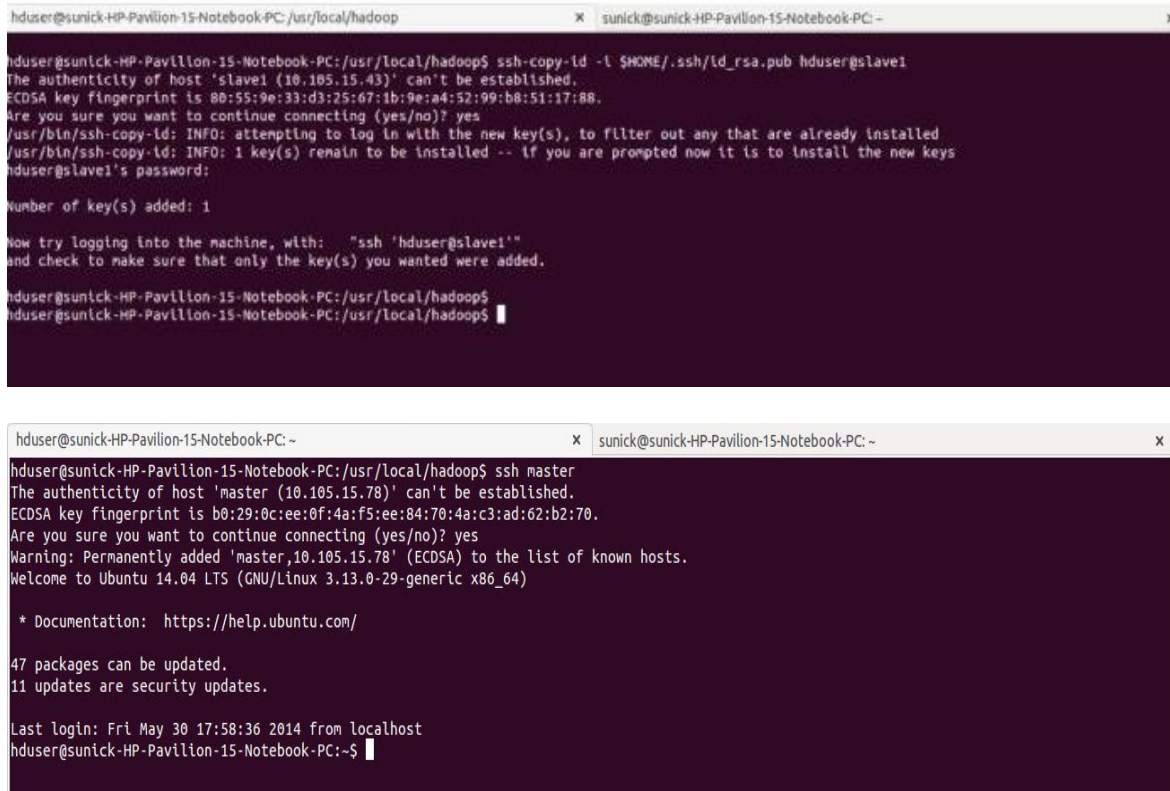 hduser@sunick-HP-Pavilion-15-Notebook-PC: /usr/local/hadoop x sunick@sunick-HP-Pavilion-15-Notebook-PC: ~
hduser@sunick-HP-Pavilion-15-Notebook-PC:/usr/local/hadoop$ ssh-copy-id -i $HOME/.ssh/id_rsa.pub hduser@slave1
The authenticity of host 'slave1 (10.105.15.43)' can't be established.
ECDSA key fingerprint is 80:55:9e:33:d3:25:67:1b:9e:a4:52:99:b8:51:17:88.
Are you sure you want to continue connecting (yes/no)? yes
/usr/bin/ssh-copy-id: INFO: attempting to log in with the new key(s), to filter out any that are already installed
/usr/bin/ssh-copy-id: INFO: 1 key(s) remain to be installed -- if you are prompted now it is to install the new keys
hduser@slave1's password:
Number of key(s) added: 1
Now try logging into the machine, with: "ssh 'hduser@slave1'"
and check to make sure that only the key(s) you wanted were added.
hduser@sunick-HP-Pavilion-15-Notebook-PC:/usr/local/hadoop$
hduser@sunick-HP-Pavilion-15-Notebook-PC:/usr/local/hadoop$
hduser@sunick-HP-Pavilion-15-Notebook-PC: ~ x sunick@sunick-HP-Pavilion-15-Notebook-PC: ~ x
hduser@sunick-HP-Pavilion-15-Notebook-PC:/usr/local/hadoop$ ssh master
The authenticity of host 'master (10.105.15.78)' can't be established.
ECDSA key fingerprint is b0:29:0c:ee:0f:4a:f5:ee:84:70:4a:c3:ad:62:b2:70.
Are you sure you want to continue connecting (yes/no)? yes
Warning: Permanently added 'master,10.105.15.78' (ECDSA) to the list of known hosts.
Welcome to Ubuntu 14.04 LTS (GNU/Linux 3.13.0-29-generic x86_64)
* Documentation: https://help.ubuntu.com/
47 packages can be updated.
11 updates are security updates.
Last login: Fri May 30 17:58:36 2014 from localhost
hduser@sunick-HP-Pavilion-15-Notebook-PC:~$